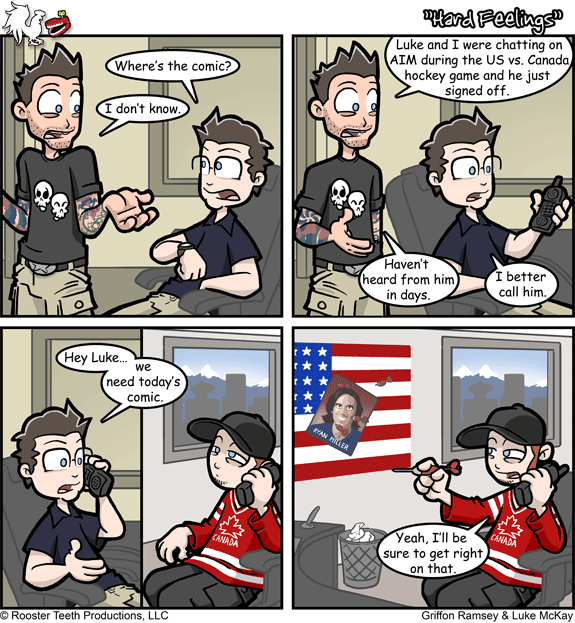 "Hard Feelings"
Where's the comic?
I don't know.
Luke and I were chatting on
AIM during the US vs. Canada
hockey game and he just
signed off.
Haven't
heard from him
in days.
I better
call him.
Hey Luke...
we
need today's
comic.
CANADA
RYAN MILLER
Yeah, I'll be
sure to get right
on that.
CANADA
© Rooster Teeth Productions, LLC
Griffon Ramsey & Luke McKay